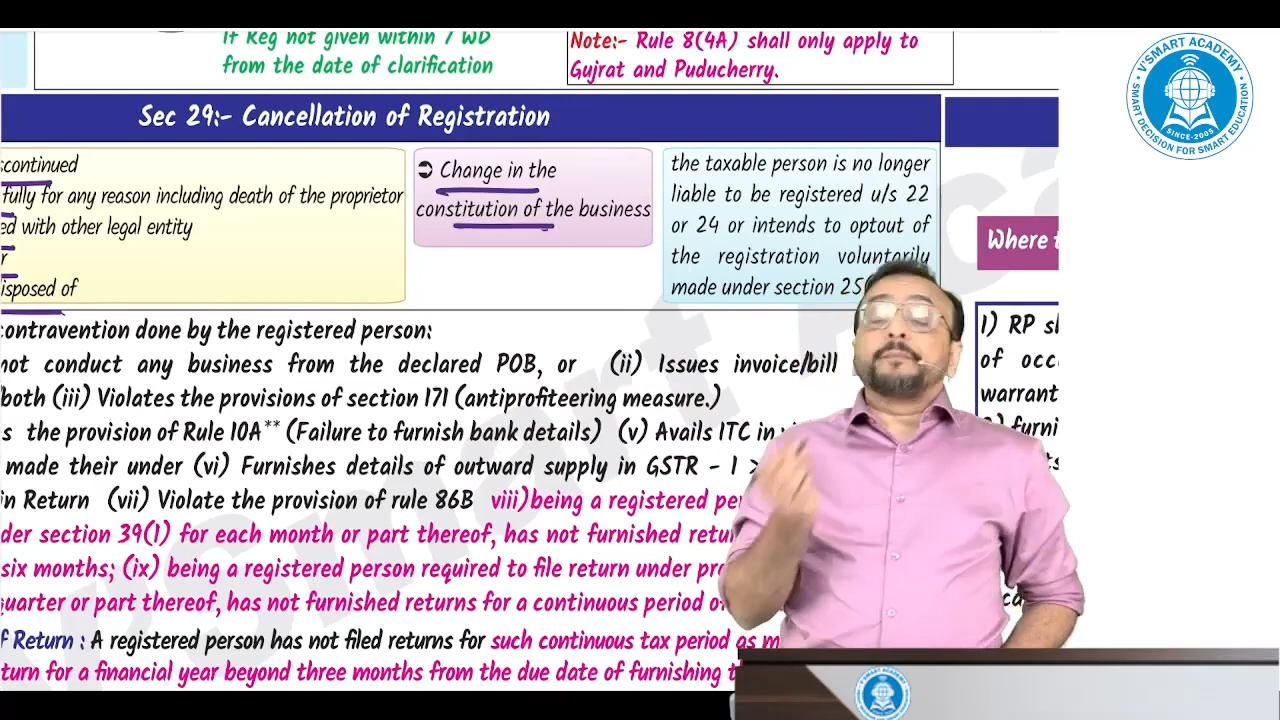 If Reg not given within 7 WD
from the date of clarification
Note:- Rule 8(4A) shall only apply to
Gujrat and Puducherry.
Sec 29:- Cancellation of Registration
scontinued
fully for any reason including death of the proprietor
ed with other legal entity
r
isposed of
➲ Change in the
constitution of the business
the taxable person is no longer
liable to be registered u/s 22
or 24 or intends to optout of
the registration voluntarily
made under section 25
Where t
contravention done by the registered person:
not conduct any business from the declared POB, or (ii) Issues invoice/bill
both (iii) Violates the provisions of section 171 (antiprofiteering measure.)
s the provision of Rule 10A** (Failure to furnish bank details) (v) Avails ITC in
made their under (vi) Furnishes details of outward supply in GSTR - 1 >
in Return (vii) Violate the provision of rule 86B viii)being a registered pe
der section 39(1) for each month or part thereof, has not furnished retu
six months; (ix) being a registered person required to file return under pr
quarter or part thereof, has not furnished returns for a continuous period o
f Return : A registered person has not filed returns for such continuous tax period as m
turn for a financial year beyond three months from the due date of furnishing t
1) RP s
of occ
warrant
furni
V'SMART ACADEMY
SMART DECISION FOR SMART EDUCATION
SINCE-2005